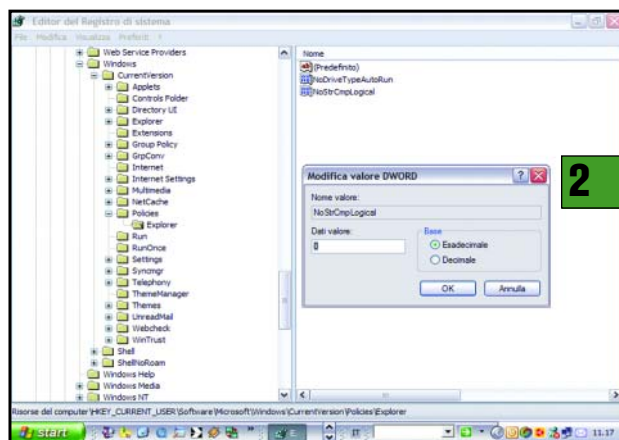 Editor del Registro di sistema
File Modifica Visualizza Preferiti ?
Web Service Providers
Windows
CurrentVersion
Applets
Controls Folder
Directory UI
Explorer
Extensions
Group Policy
GrpConv
Internet
Internet Settings
Multimedia
NetCache
Policies
Explorer
Run
RunOnce
Settings
Syncmgr
Telephony
ThemeManager
Themes
UnreadMail
Webcheck
WinTrust
Shell
ShellNoRoam
Windows Help
Windows Media
Windows NT
Nome
(Predefinito)
NoDriveTypeAutoRun
NoStrCmpLogical
Modifica valore DWORD
Nome valore:
NoStrCmpLogical
Dati valore:
0
Base
Esadecimale
Decimale
OK Annulla
2
Risorse del computer\HKEY_CURRENT_USER\Software\Microsoft\Windows\CurrentVersion\Policies\Explorer
start
IT
11.17